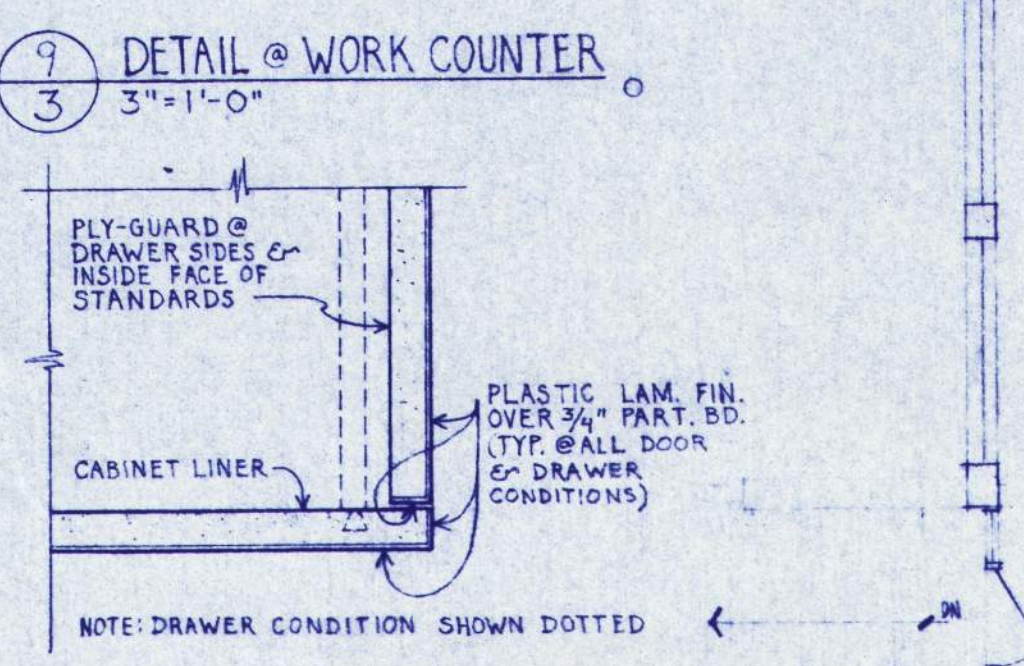 9
3
DETAIL @ WORK COUNTER
3"=1'-0"
PLY-GUARD @
DRAWER SIDES &
INSIDE FACE OF
STANDARDS
PLASTIC LAM. FIN.
OVER 3/4" PART. BD.
(TYP. @ ALL DOOR
& DRAWER
CONDITIONS)
CABINET LINER
NOTE: DRAWER CONDITION SHOWN DOTTED
DN